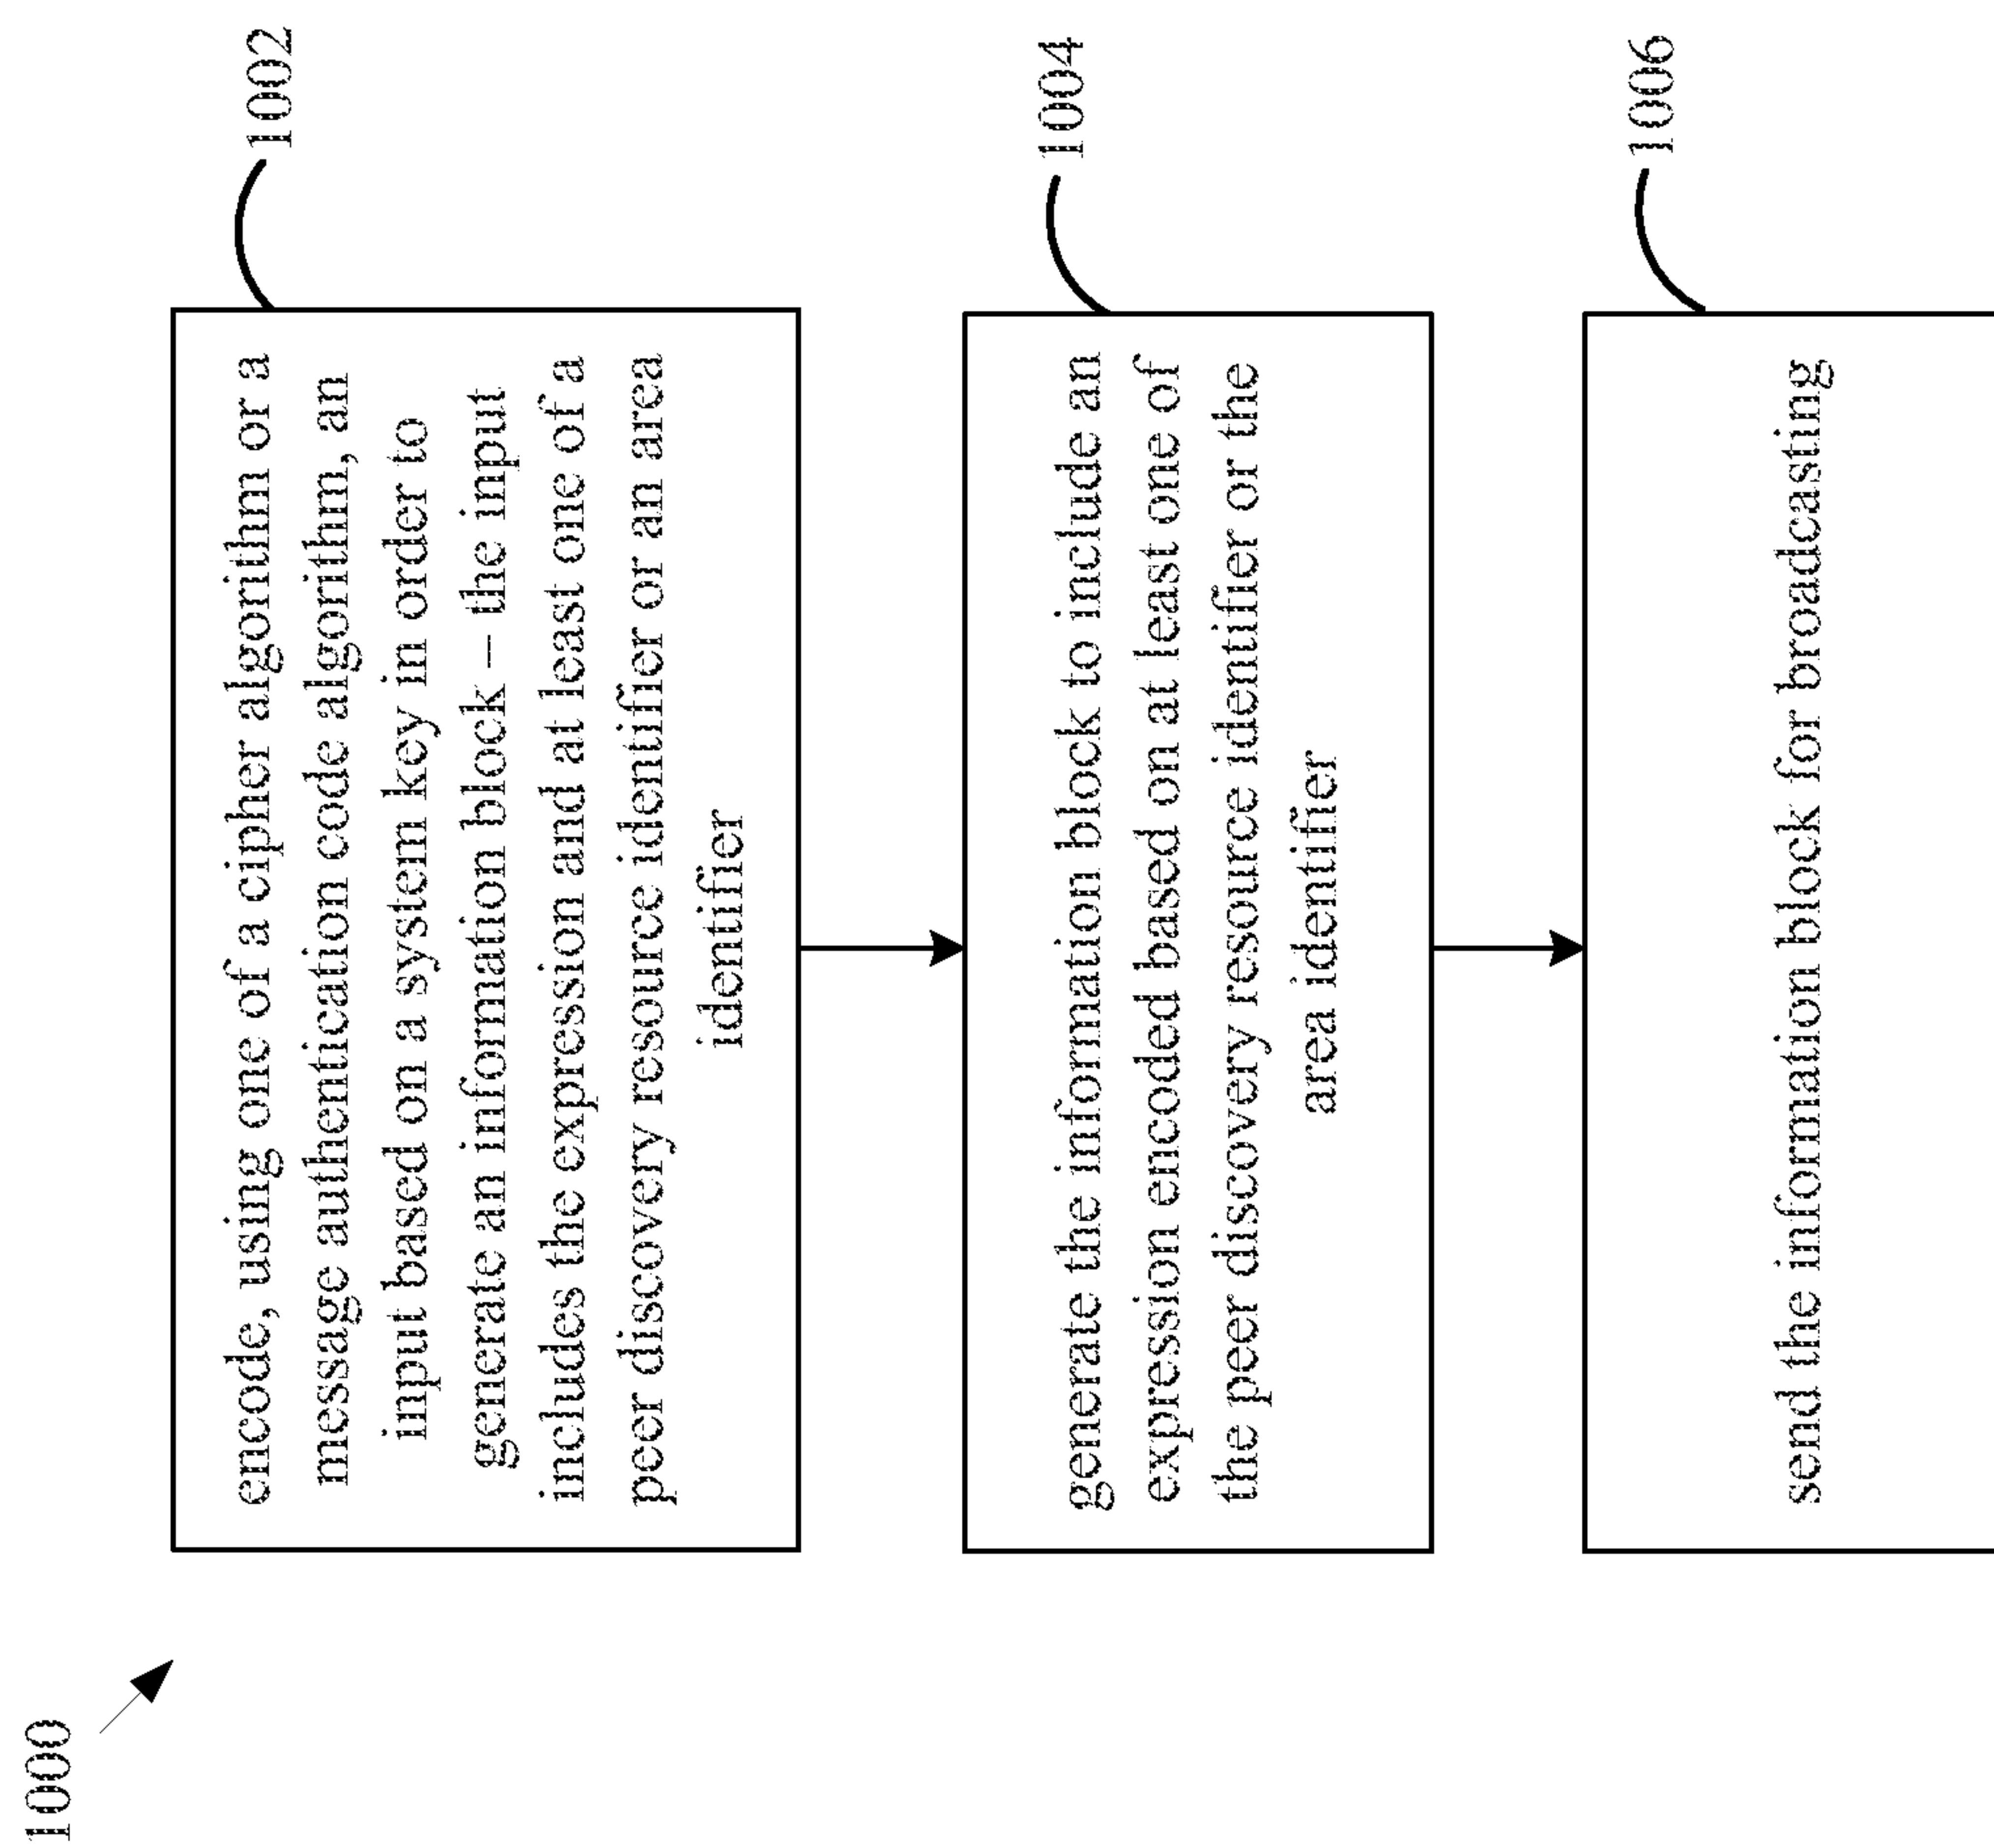 1000
1002
encode, using one of a cipher algorithm or a
message authentication code algorithm, an
input based on a system key in order to
generate an information block – the input
includes the expression and at least one of a
peer discovery resource identifier or an area
identifier
1004
generate the information block to include an
expression encoded based on at least one of
the peer discovery resource identifier or the
area identifier
1006
send the information block for broadcasting